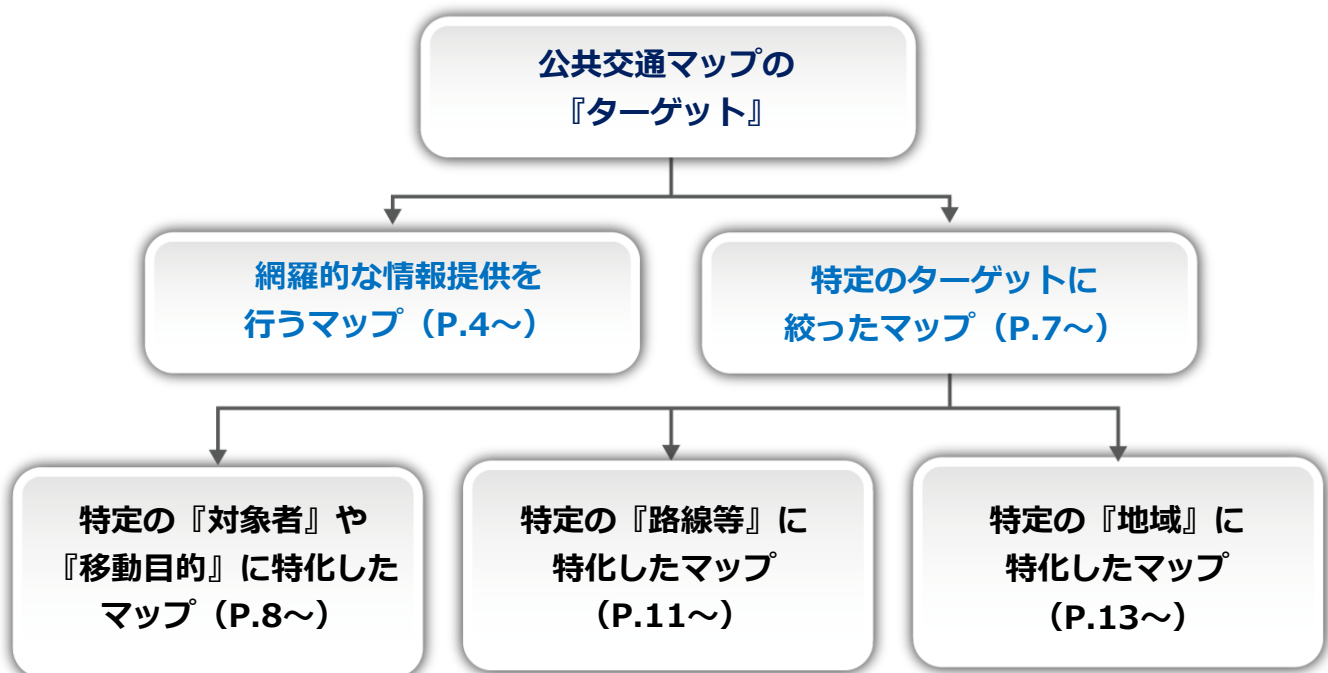 公共交通マップの
『ターゲット』
網羅的な情報提供を
行うマップ（P.4～）
特定のターゲットに
絞ったマップ（P.7～）
特定の『対象者』や
『移動目的』に特化した
マップ（P.8～）
特定の『路線等』に
特化したマップ
（P.11～）
特定の『地域』に
特化したマップ
（P.13～）